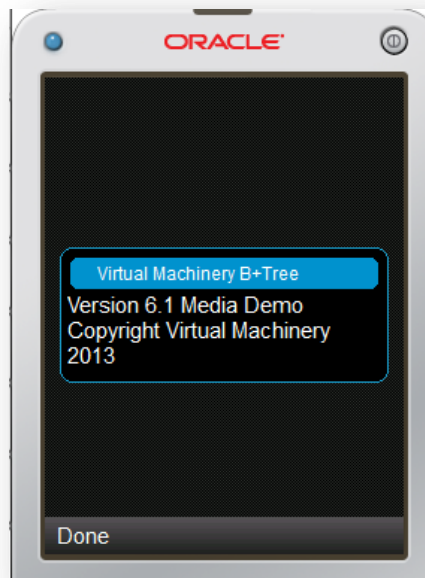 ORACLE
Virtual Machinery B+Tree
Version 6.1 Media Demo
Copyright Virtual Machinery
2013
Done